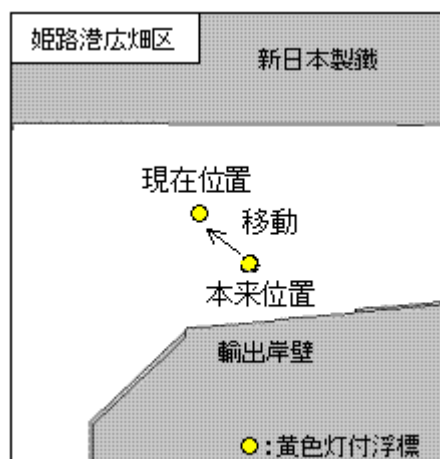 姫路港広畑区
新日本製鐵
現在位置
移動
本来位置
輸出岸壁
:黄色灯付浮標